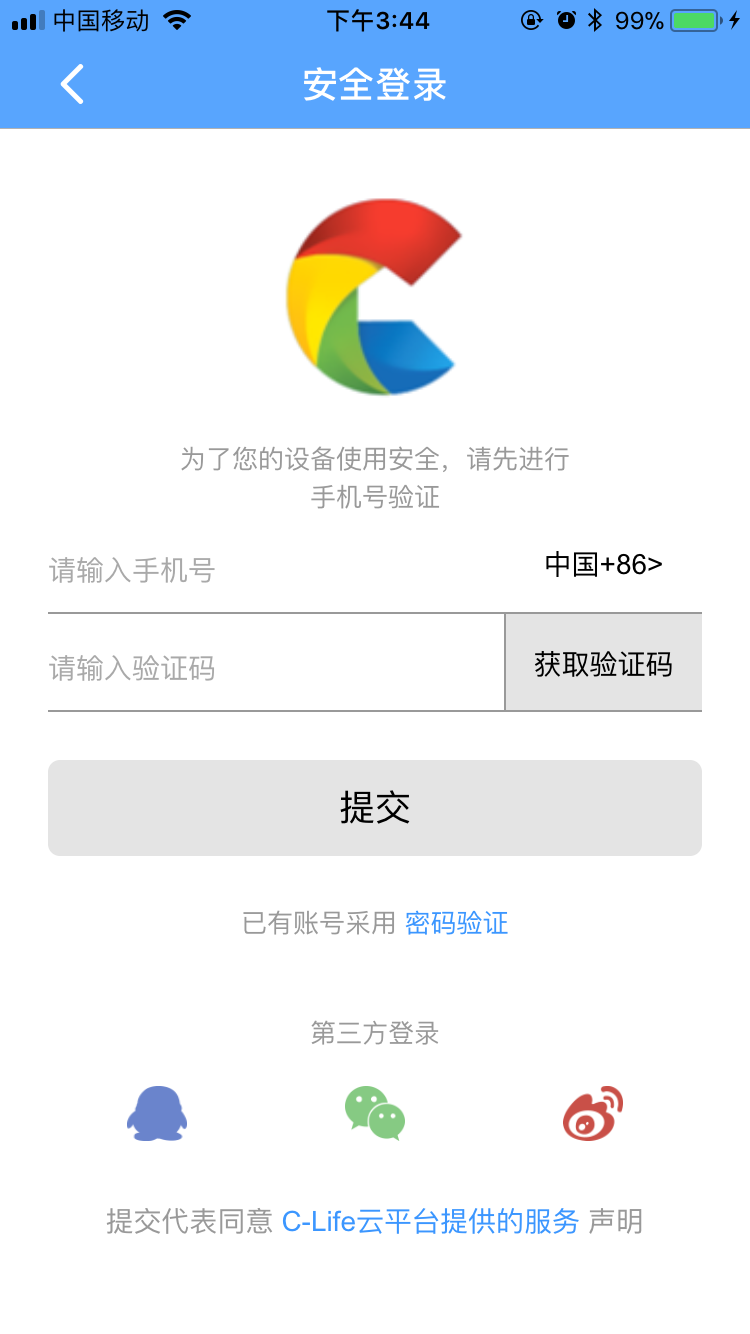 中国移动 下午3:44 99%
安全登录
为了您的设备使用安全，请先进行
手机号验证
请输入手机号 中国+86>
请输入验证码 获取验证码
提交
已有账号采用 密码验证
第三方登录
提交代表同意 C-Life云平台提供的服务 声明